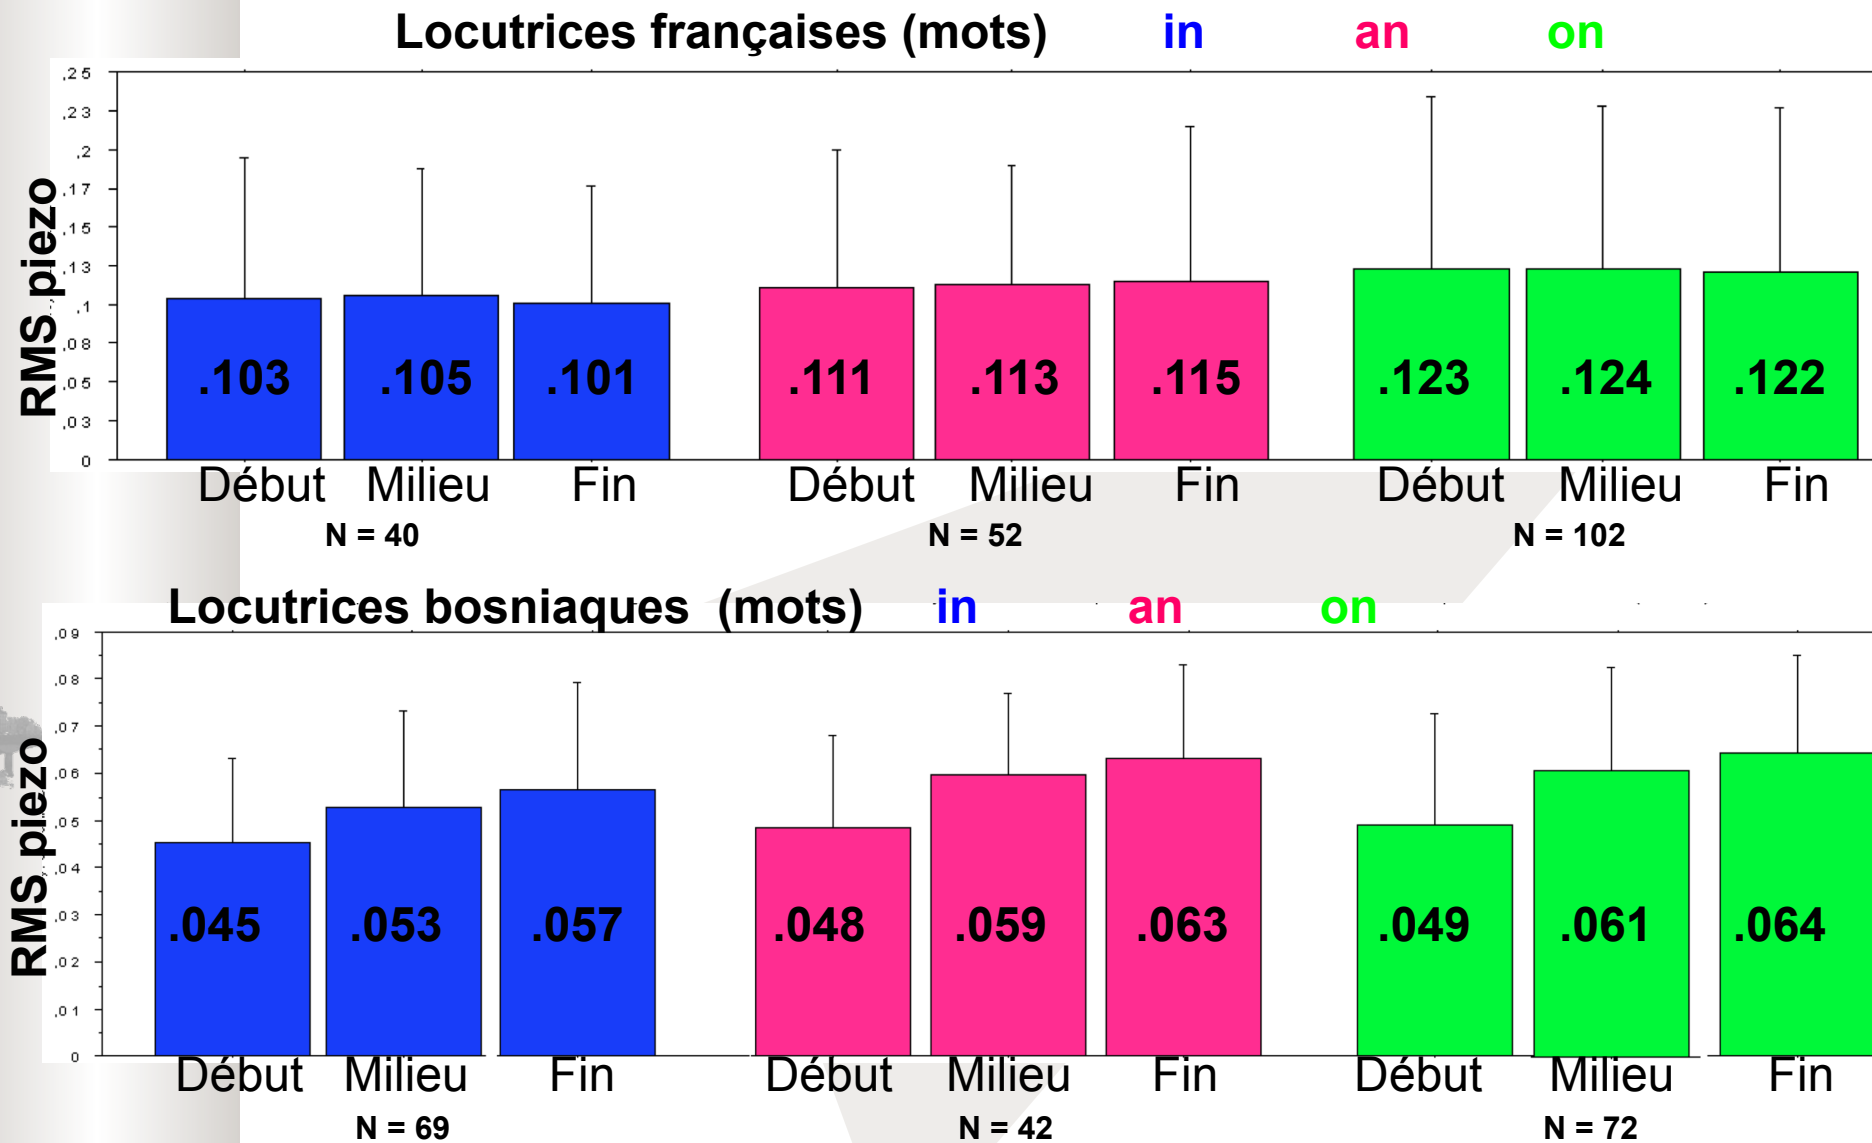 Locutrices françaises (mots) in an on
RMS piezo
,25
,23
,2
,17
,15
,13
,1
,08
,05
,03
0
.103 .105 .101 .111 .113 .115 .123 .124 .122
Début Milieu Fin Début Milieu Fin Début Milieu Fin
N = 40 N = 52 N = 102
Locutrices bosniaques (mots) in an on
RMS piezo
,09
,08
,07
,06
,05
,04
,03
,02
,01
0
.045 .053 .057 .048 .059 .063 .049 .061 .064
Début Milieu Fin Début Milieu Fin Début Milieu Fin
N = 69 N = 42 N = 72